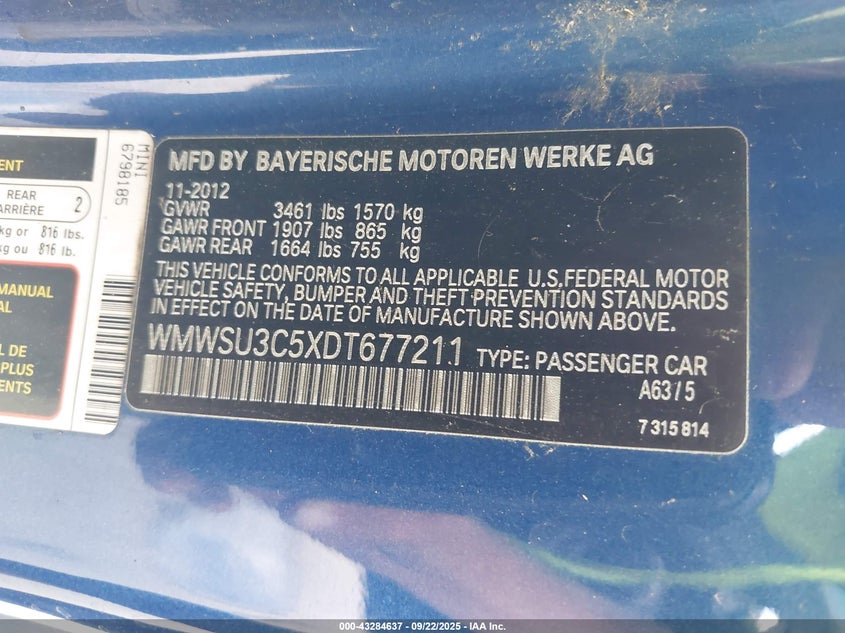 MFD BY BAYERISCHE MOTOREN WERKE AG
11-2012
GVWR 3461 lbs 1570 kg
GAWR FRONT 1907 lbs 865 kg
GAWR REAR 1664 lbs 755 kg
THIS VEHICLE CONFORMS TO ALL APPLICABLE U.S.FEDERAL MOTOR
VEHICLE SAFETY, BUMPER AND THEFT PREVENTION STANDARDS
IN EFFECT ON THE DATE OF MANUFACTURE SHOWN ABOVE.
WMWSU3C5XDT677211 TYPE: PASSENGER CAR
A63/5
7 315 814
MINI
6798185
ENT
REAR
ARRIÈRE
2
kg or 816 lbs.
kg ou 816 lb.
MANUAL
AL
L DE
PLUS
EMENTS
000-43284637 - 09/22/2025 - IAA Inc.